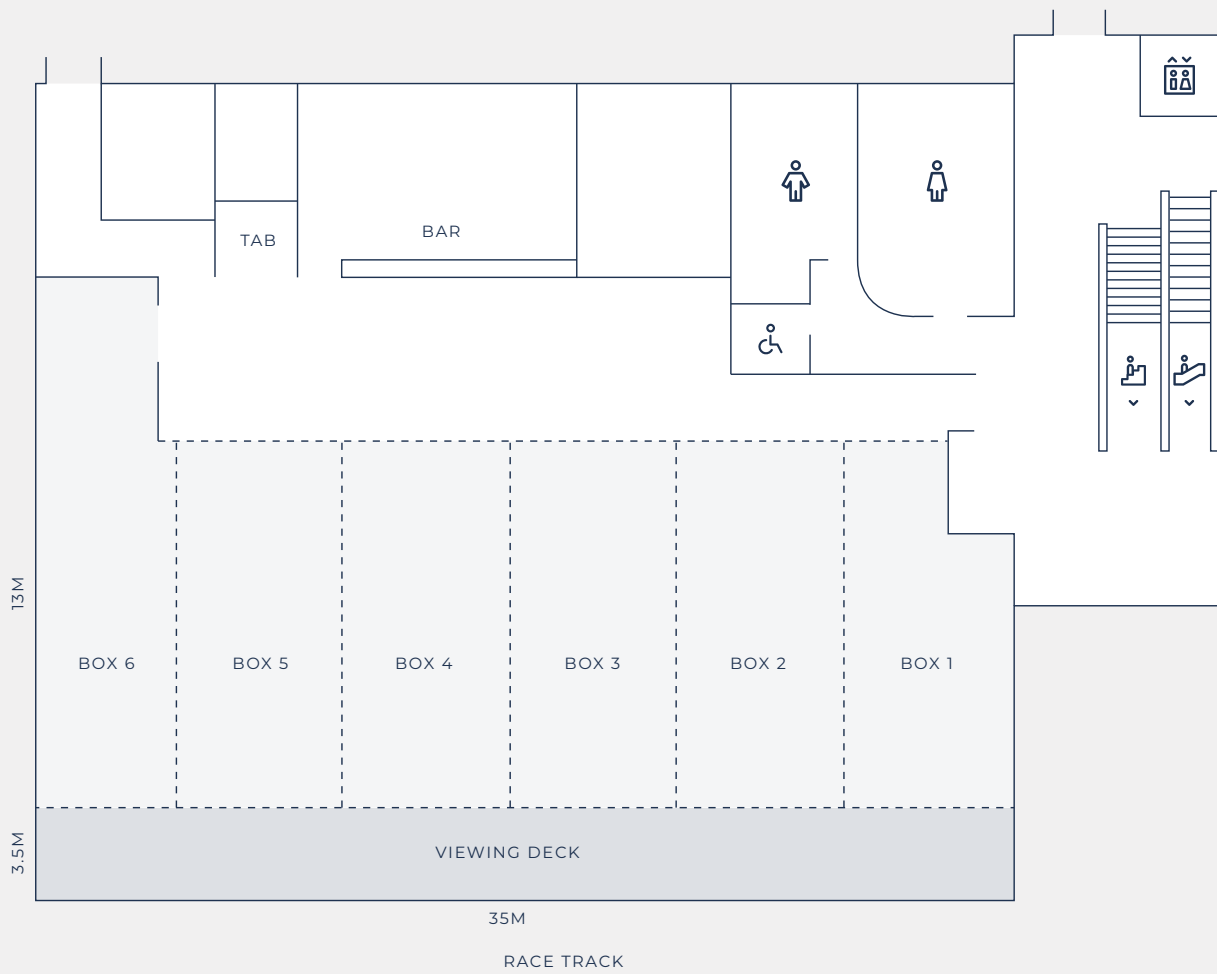 TAB
BAR
13M
BOX 6
BOX 5
BOX 4
BOX 3
BOX 2
BOX 1
3.5M
VIEWING DECK
35M
RACE TRACK